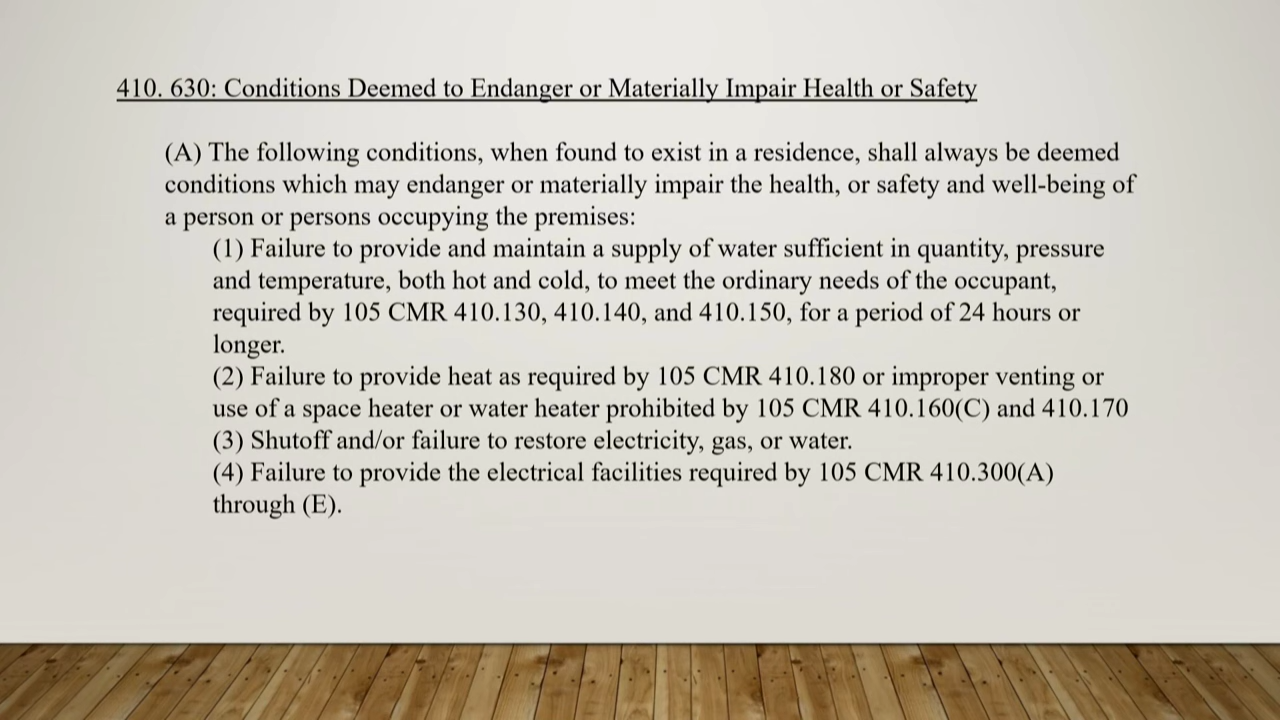 410. 630: Conditions Deemed to Endanger or Materially Impair Health or Safety
(A) The following conditions, when found to exist in a residence, shall always be deemed
conditions which may endanger or materially impair the health, or safety and well-being of
a person or persons occupying the premises:
(1) Failure to provide and maintain a supply of water sufficient in quantity, pressure
and temperature, both hot and cold, to meet the ordinary needs of the occupant,
required by 105 CMR 410.130, 410.140, and 410.150, for a period of 24 hours or
longer.
(2) Failure to provide heat as required by 105 CMR 410.180 or improper venting or
use of a space heater or water heater prohibited by 105 CMR 410.160(C) and 410.170
(3) Shutoff and/or failure to restore electricity, gas, or water.
(4) Failure to provide the electrical facilities required by 105 CMR 410.300(A)
through (E).